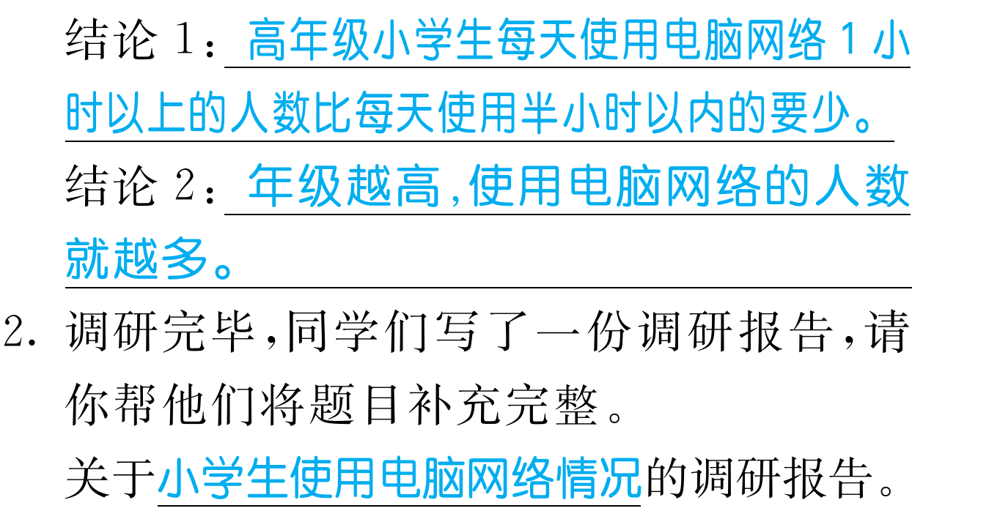 结论 1：高年级小学生每天使用电脑网络 1 小
时以上的人数比每天使用半小时以内的要少。
结论 2：年级越高，使用电脑网络的人数
就越多。
2. 调研完毕，同学们写了一份调研报告，请
你帮他们将题目补充完整。
关于小学生使用电脑网络情况的调研报告。